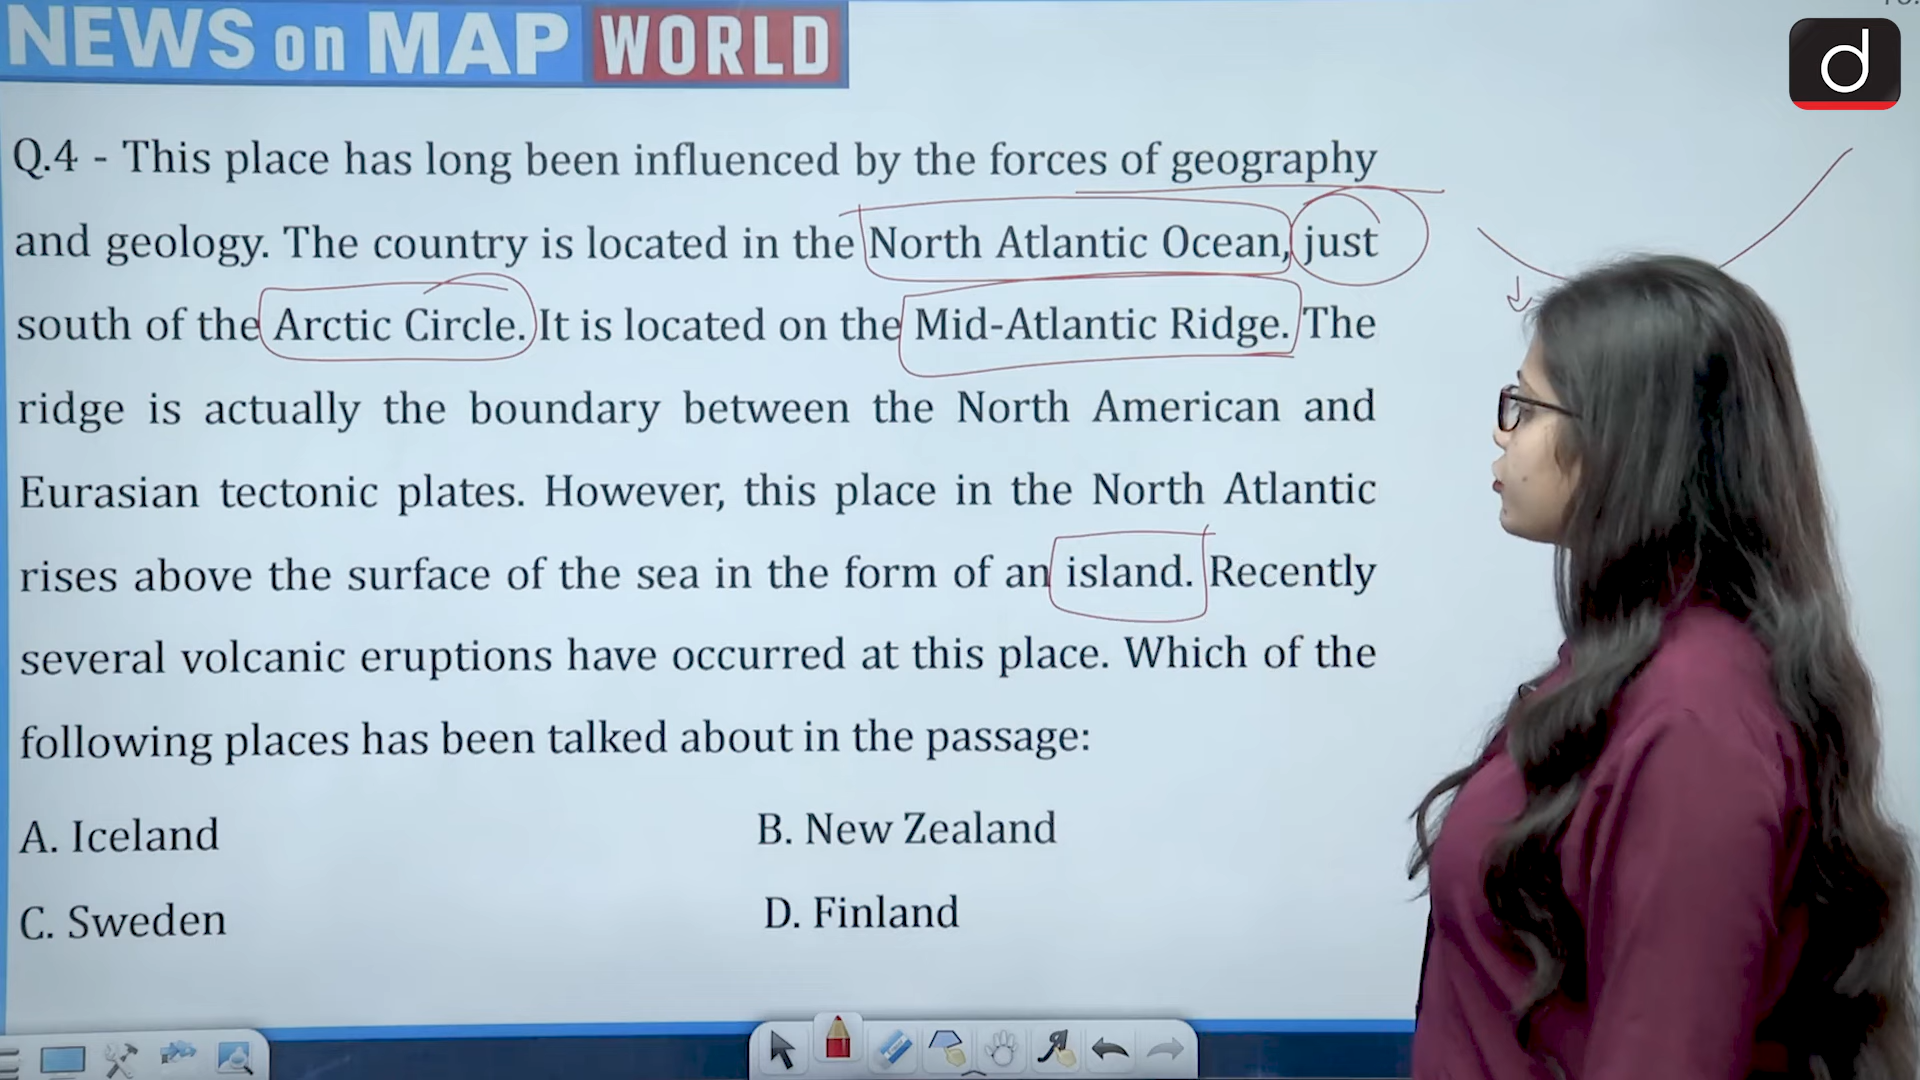 NEWS on MAP WORLD
d
Q.4 - This place has long been influenced by the forces of geography
and geology. The country is located in the North Atlantic Ocean, just
south of the Arctic Circle. It is located on the Mid-Atlantic Ridge. The
ridge is actually the boundary between the North American and
Eurasian tectonic plates. However, this place in the North Atlantic
rises above the surface of the sea in the form of an island. Recently
several volcanic eruptions have occurred at this place. Which of the
following places has been talked about in the passage:
A. Iceland
B. New Zealand
C. Sweden
D. Finland